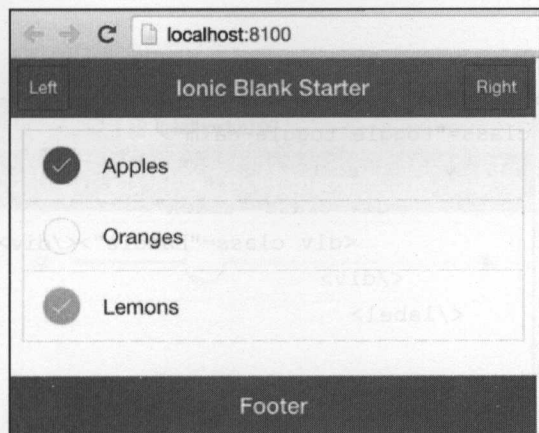 localhost:8100
Left Ionic Blank Starter Right
Apples
Oranges
Lemons
Footer